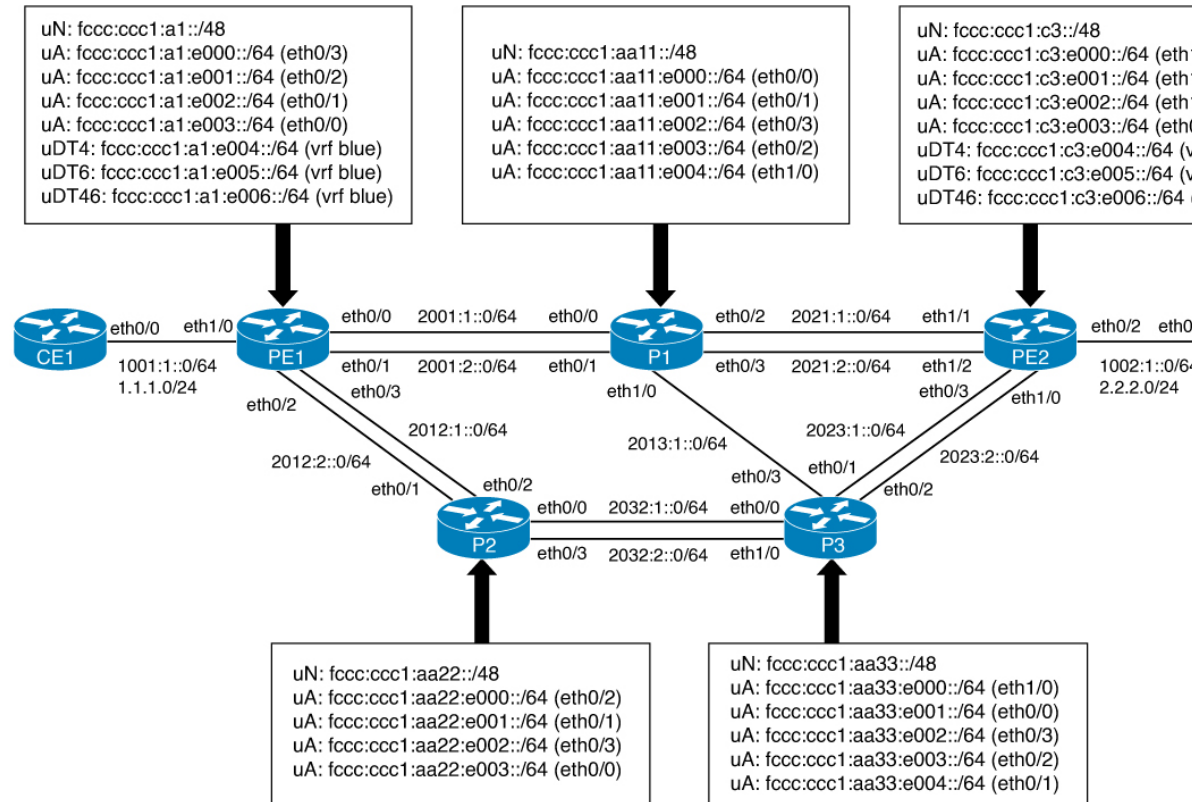 uN: fccc:ccc1:a1::/48
uA: fccc:ccc1:a1:e000::/64 (eth0/3)
uA: fccc:ccc1:a1:e001::/64 (eth0/2)
uA: fccc:ccc1:a1:e002::/64 (eth0/1)
uA: fccc:ccc1:a1:e003::/64 (eth0/0)
uDT4: fccc:ccc1:a1:e004::/64 (vrf blue)
uDT6: fccc:ccc1:a1:e005::/64 (vrf blue)
uDT46: fccc:ccc1:a1:e006::/64 (vrf blue)
uN: fccc:ccc1:aa11::/48
uA: fccc:ccc1:aa11:e000::/64 (eth0/0)
uA: fccc:ccc1:aa11:e001::/64 (eth0/1)
uA: fccc:ccc1:aa11:e002::/64 (eth0/3)
uA: fccc:ccc1:aa11:e003::/64 (eth0/2)
uA: fccc:ccc1:aa11:e004::/64 (eth1/0)
uN: fccc:ccc1:c3::/48
uA: fccc:ccc1:c3:e000::/64
uA: fccc:ccc1:c3:e001::/64
uA: fccc:ccc1:c3:e002::/64
uA: fccc:ccc1:c3:e003::/64
uDT4: fccc:ccc1:c3:e004::/64
uDT6: fccc:ccc1:c3:e005::/64
uDT46: fccc:ccc1:c3:e006::/64
CE1
eth0/0
eth1/0
1001:1::0/64
1.1.1.0/24
PE1
eth0/0
2001:1::0/64
eth0/0
eth0/1
2001:2::0/64
eth0/1
P1
eth0/2
2021:1::0/64
eth1/1
eth0/3
2021:2::0/64
eth1/2
PE2
eth0/2
1002:1::0/64
2.2.2.0/24
eth0/2
eth0/3
eth1/0
eth0/3
eth1/0
2012:1::0/64
2012:2::0/64
2013:1::0/64
2023:1::0/64
2023:2::0/64
eth0/1
eth0/2
eth0/3
eth0/1
eth0/2
P2
eth0/0
2032:1::0/64
eth0/0
eth0/3
2032:2::0/64
eth1/0
P3
uN: fccc:ccc1:aa22::/48
uA: fccc:ccc1:aa22:e000::/64 (eth0/2)
uA: fccc:ccc1:aa22:e001::/64 (eth0/1)
uA: fccc:ccc1:aa22:e002::/64 (eth0/3)
uA: fccc:ccc1:aa22:e003::/64 (eth0/0)
uN: fccc:ccc1:aa33::/48
uA: fccc:ccc1:aa33:e000::/64 (eth1/0)
uA: fccc:ccc1:aa33:e001::/64 (eth0/0)
uA: fccc:ccc1:aa33:e002::/64 (eth0/3)
uA: fccc:ccc1:aa33:e003::/64 (eth0/2)
uA: fccc:ccc1:aa33:e004::/64 (eth0/1)